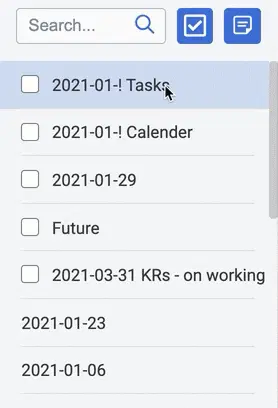 Search...
2021-01-! Tasks
2021-01-! Calender
2021-01-29
Future
2021-03-31 KRs - on working
2021-01-23
2021-01-06